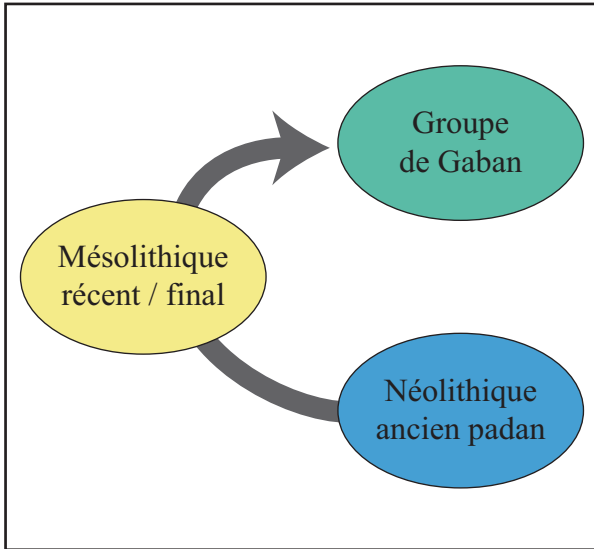 Groupe
de Gaban
Mésolithique
récent / final
Néolithique
ancien padan